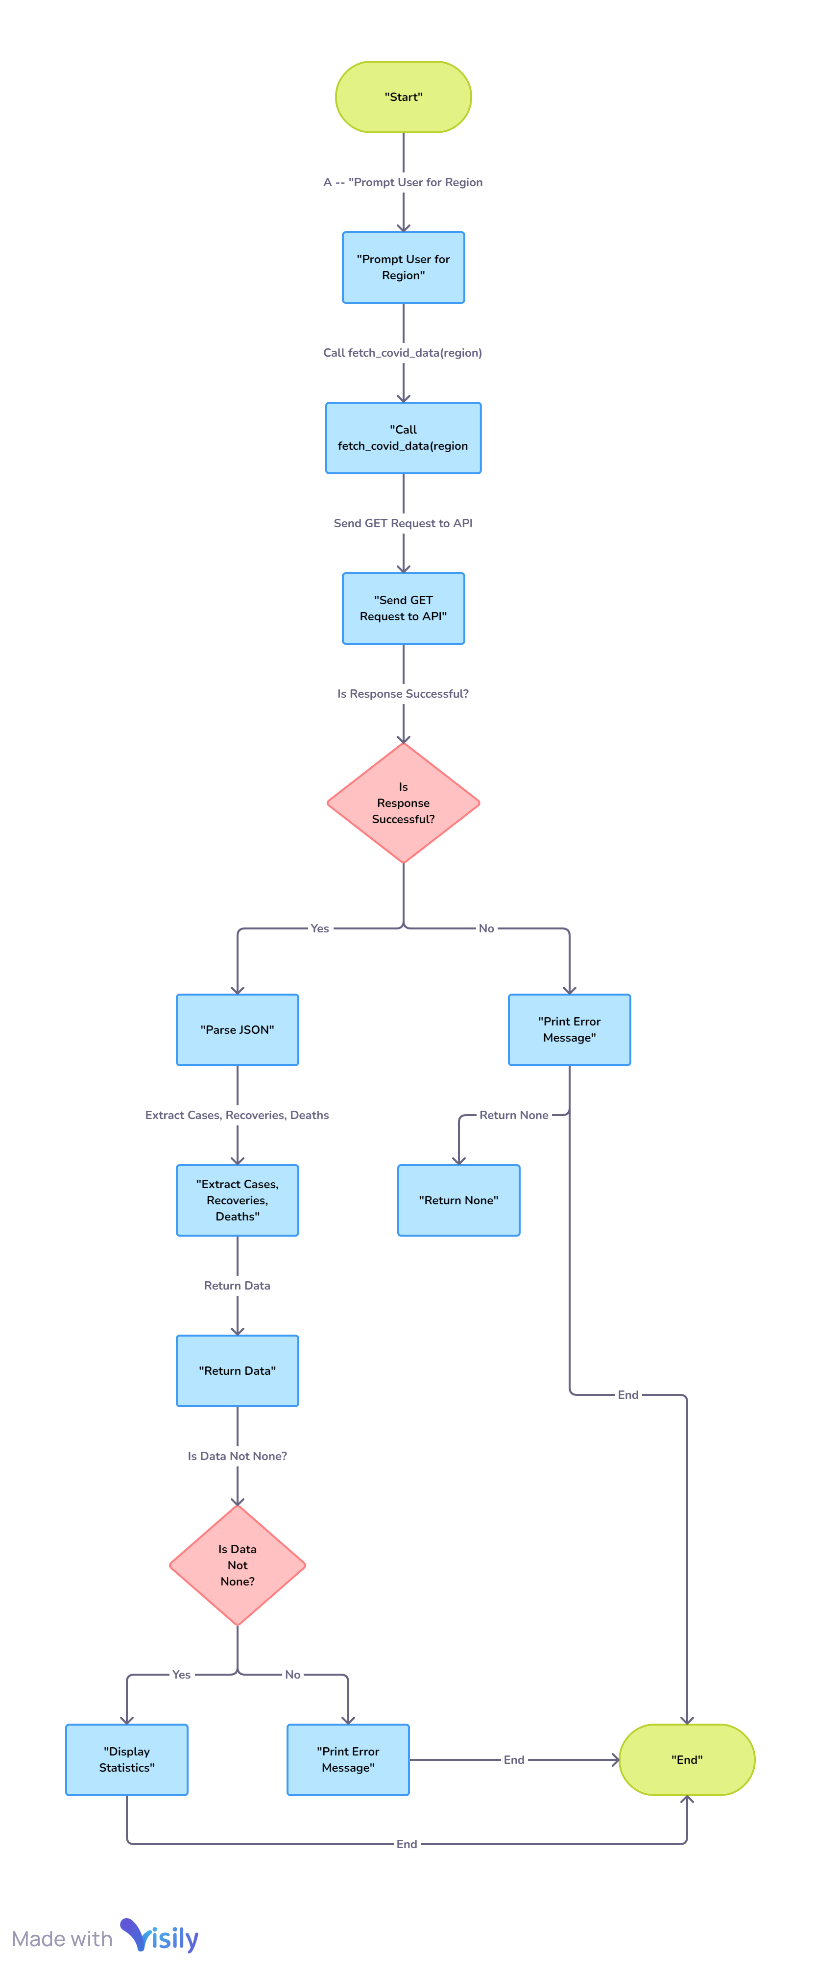 "Start"
A -- "Prompt User for Region
"Prompt User for
Region"
Call fetch_covid_data(region)
"Call
fetch_covid_data(region
Send GET Request to API
"Send GET
Request to API"
Is Response Successful?
Is
Response
Successful?
Yes
No
"Parse JSON"
"Print Error
Message"
Extract Cases, Recoveries, Deaths
Return None
"Extract Cases,
Recoveries,
Deaths"
"Return None"
Return Data
"Return Data"
End
Is Data Not None?
Is Data
Not
None?
Yes
No
"Display
Statistics"
"Print Error
Message"
End
"End"
End
Made with Visily